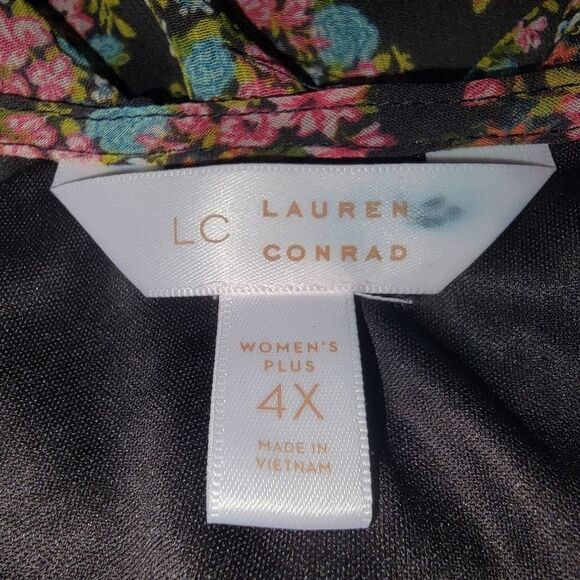 LC LAUREN
CONRAD
WOMEN'S
PLUS
4X
MADE IN
VIETNAM